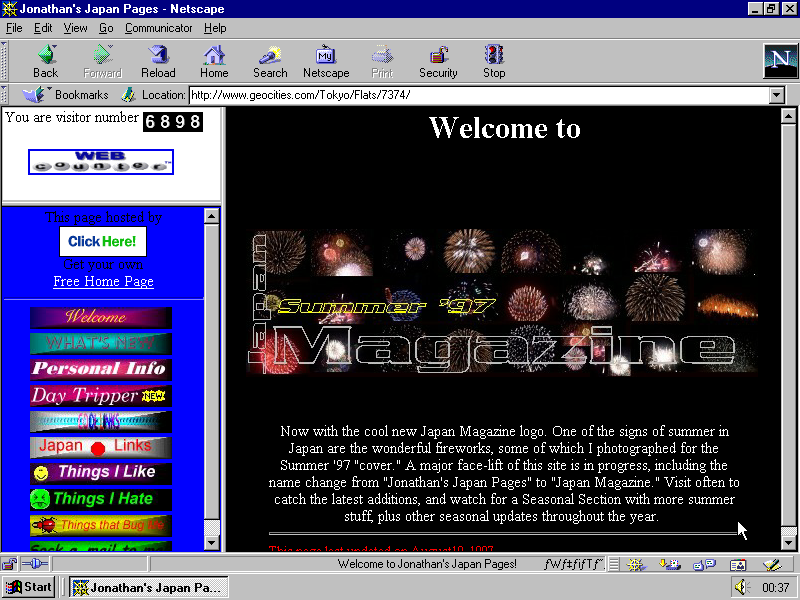 Jonathan's Japan Pages - Netscape
File Edit View Go Communicator Help
Back Forward Reload Home Search Netscape Print Security Stop
My
N
Bookmarks Location: http://www.geocities.com/Tokyo/Flats/7374/
You are visitor number 6898
WEB
counter™
This page hosted by
Click Here!
Get your own
Free Home Page
Welcome
WHAT'S NEW
Personal Info
Day Tripper NEW
COOL LINKS
Japan Links
Things I Like
Things I Hate
Things that Bug Me
Send a mail to me
Welcome to
Japan
Summer '97
Magazine
Now with the cool new Japan Magazine logo. One of the signs of summer in
Japan are the wonderful fireworks, some of which I photographed for the
Summer '97 "cover." A major face-lift of this site is in progress, including the
name change from "Jonathan's Japan Pages" to "Japan Magazine." Visit often to
catch the latest additions, and watch for a Seasonal Section with more summer
stuff, plus other seasonal updates throughout the year.
This page last updated on August 10, 1997
Welcome to Jonathan's Japan Pages! ƒWƒ‡ƒiƒTƒ"
Start Jonathan's Japan Pa... 00:37